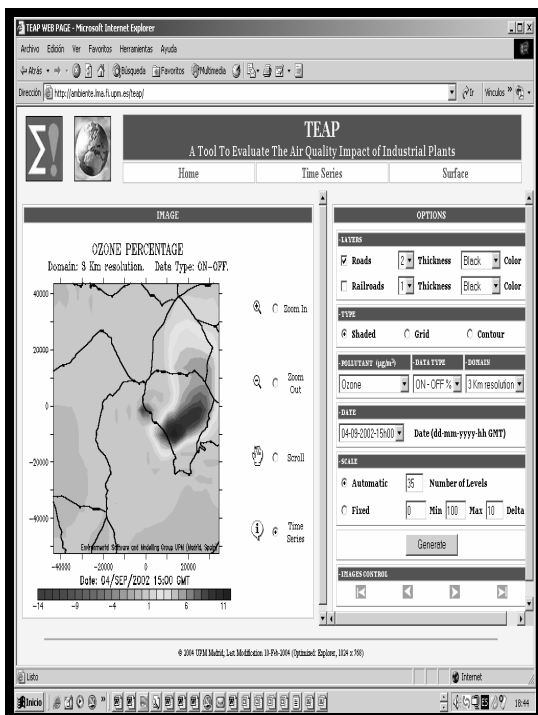 TEAP WEB PAGE - Microsoft Internet Explorer
Archivo Edición Ver Favoritos Herramientas Ayuda
Atrás Búsqueda Favoritos Multimedia
Dirección http://ambiente.lma.fi.upm.es/teap/ Ir Vínculos »
TEAP
A Tool To Evaluate The Air Quality Impact of Industrial Plants
Home Time Series Surface
IMAGE
OZONE PERCENTAGE
Domain: 3 Km resolution. Data Type: ON-OFF.
40000
20000
0
-20000
-40000
Environmental Software and Modelling Group UPM (Madrid, Spain)
-40000 -20000 0 20000
Date: 04/SEP/2002 15:00 GMT
-14 -9 -4 1 6 11
Zoom In
Zoom Out
Scroll
Time Series
OPTIONS
-LAYERS
Roads 2 Thickness Black Color
Railroads 1 Thickness Black Color
-TYPE
Shaded Grid Contour
-POLLUTANT (µg/m³) -DATA TYPE -DOMAIN
Ozone ON-OFF % 3 Km resolution
-DATE
04-09-2002-15h00 Date (dd-mm-yyyy-hh GMT)
-SCALE
Automatic 35 Number of Levels
Fixed 0 Min 100 Max 10 Delta
Generate
-IMAGES CONTROL
© 2004 UPM Madrid, Last Modification 10-Feb-2004 (Optimized: Explorer, 1024 x 768)
Listo Internet
Inicio » ES 18:44